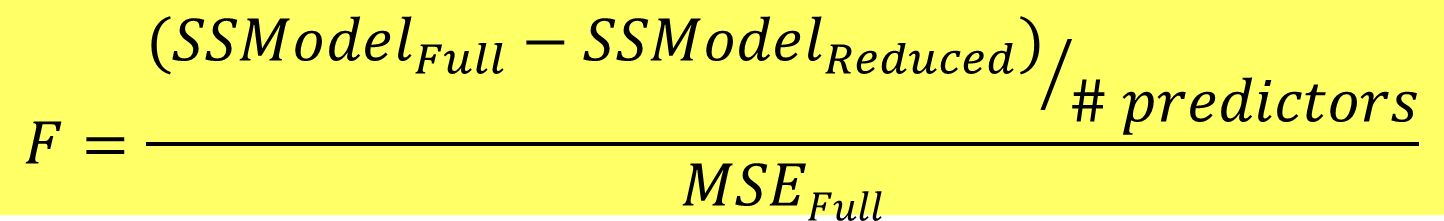 (SSModel_Full − SSModel_Reduced)/# predictors
F =
MSE_Full